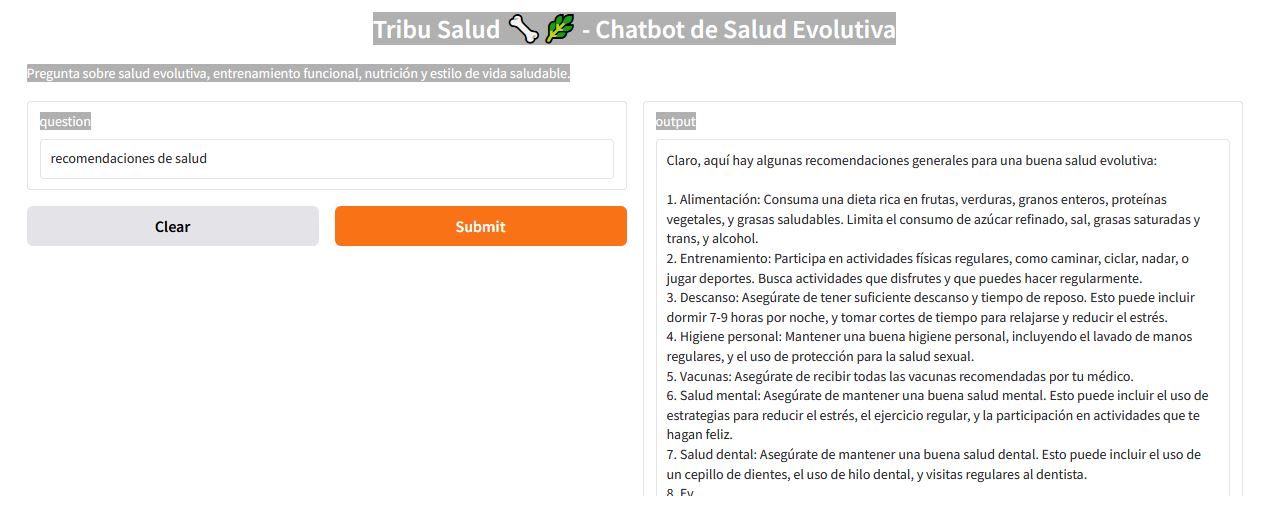 Tribu Salud 🦴🌿 - Chatbot de Salud Evolutiva
Pregunta sobre salud evolutiva, entrenamiento funcional, nutrición y estilo de vida saludable.
question
recomendaciones de salud
Clear
Submit
output
Claro, aquí hay algunas recomendaciones generales para una buena salud evolutiva:
1. Alimentación: Consuma una dieta rica en frutas, verduras, granos enteros, proteínas
vegetales, y grasas saludables. Limita el consumo de azúcar refinado, sal, grasas saturadas y
trans, y alcohol.
2. Entrenamiento: Participa en actividades físicas regulares, como caminar, ciclar, nadar, o
jugar deportes. Busca actividades que disfrutes y que puedes hacer regularmente.
3. Descanso: Asegúrate de tener suficiente descanso y tiempo de reposo. Esto puede incluir
dormir 7-9 horas por noche, y tomar cortes de tiempo para relajarse y reducir el estrés.
4. Higiene personal: Mantener una buena higiene personal, incluyendo el lavado de manos
regulares, y el uso de protección para la salud sexual.
5. Vacunas: Asegúrate de recibir todas las vacunas recomendadas por tu médico.
6. Salud mental: Asegúrate de mantener una buena salud mental. Esto puede incluir el uso de
estrategias para reducir el estrés, el ejercicio regular, y la participación en actividades que te
hagan feliz.
7. Salud dental: Asegúrate de mantener una buena salud dental. Esto puede incluir el uso de
un cepillo de dientes, el uso de hilo dental, y visitas regulares al dentista.